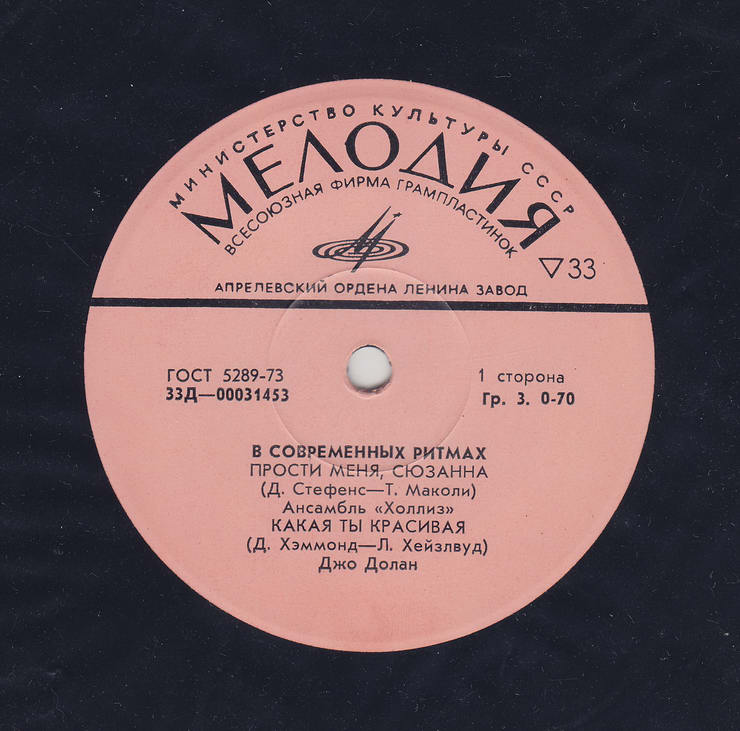 МИНИСТЕРСТВО КУЛЬТУРЫ СССР
МЕЛОДИЯ
ВСЕСОЮЗНАЯ ФИРМА ГРАМПЛАСТИНОК
▽33
АПРЕЛЕВСКИЙ ОРДЕНА ЛЕНИНА ЗАВОД
ГОСТ 5289-73
33Д—00031453
1 сторона
Гр. 3. 0-70
В СОВРЕМЕННЫХ РИТМАХ
ПРОСТИ МЕНЯ, СЮЗАННА
(Д. Стефенс—Т. Маколи)
Ансамбль «Холлиз»
КАКАЯ ТЫ КРАСИВАЯ
(Д. Хэммонд—Л. Хейзлвуд)
Джо Долан